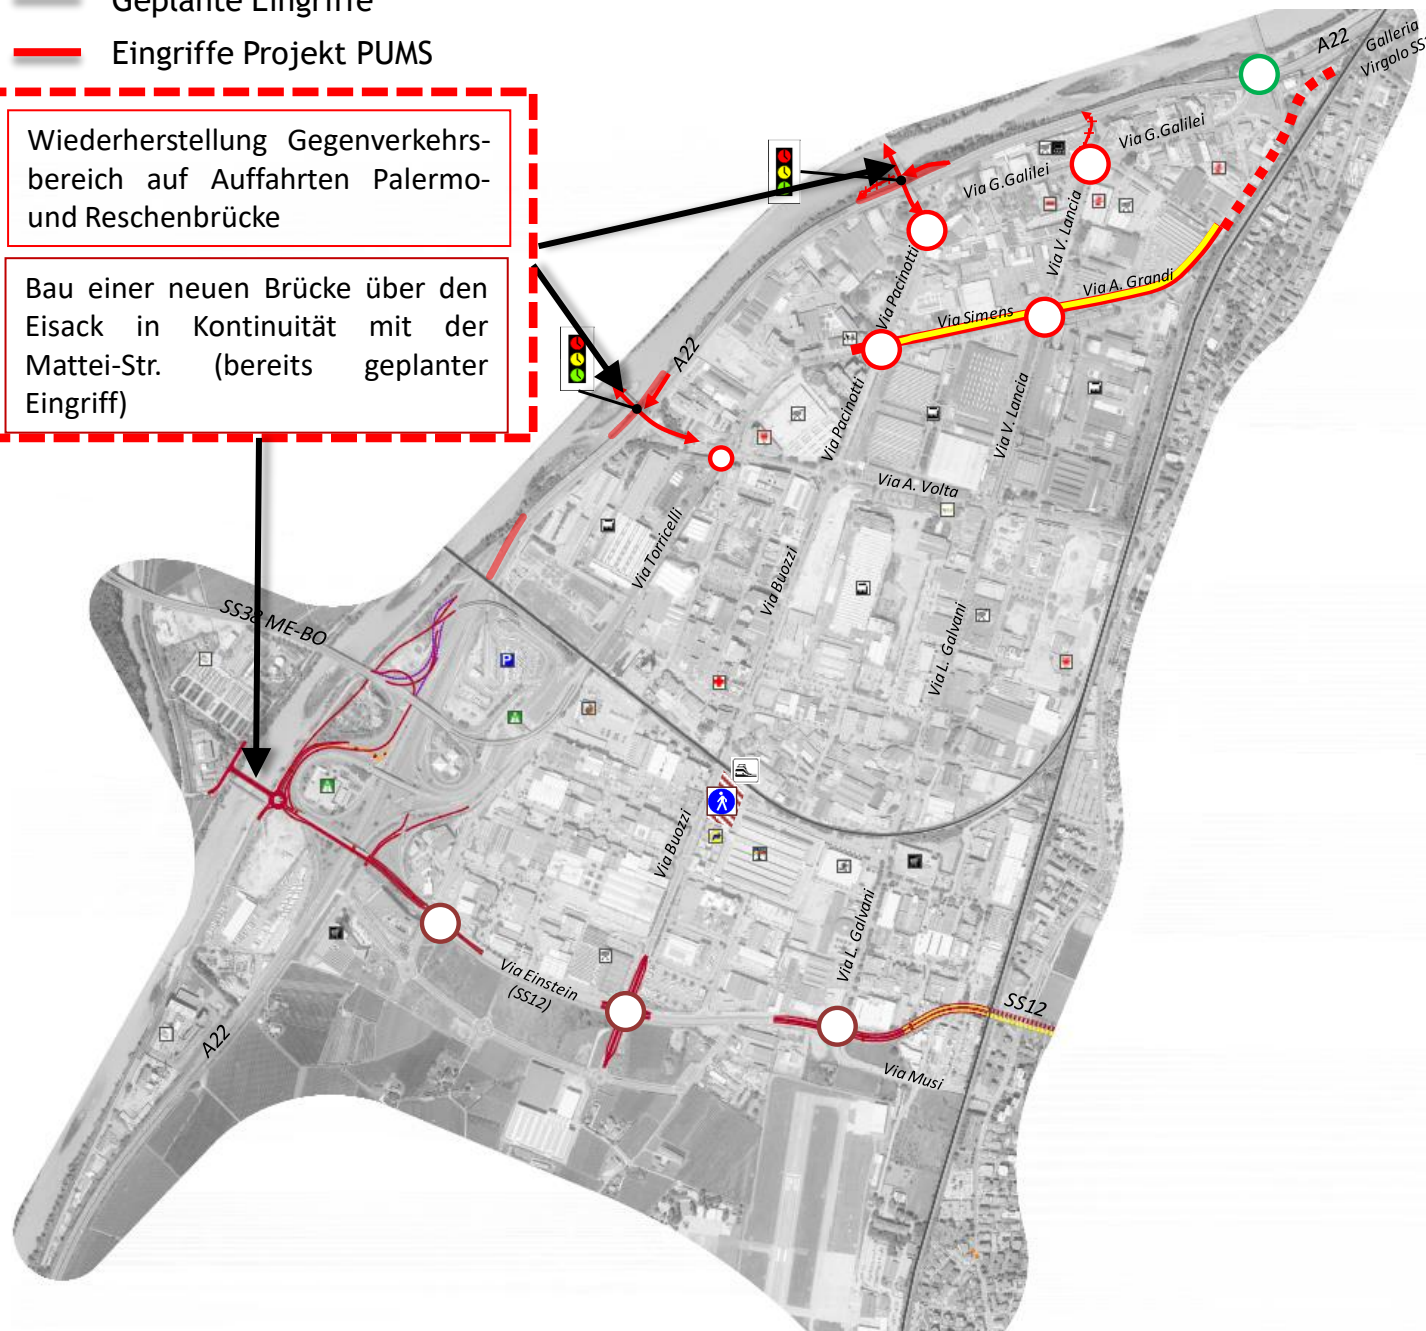 Geplante Eingriffe
Eingriffe Projekt PUMS
Wiederherstellung Gegenverkehrs-
bereich auf Auffahrten Palermo-
und Reschenbrücke
Bau einer neuen Brücke über den
Eisack in Kontinuität mit der
Mattei-Str. (bereits geplanter
Eingriff)
A22
Galleria
Virgolo SS
Via G.Galilei
Via G.Galilei
Via V. Lancia
Via Pacinotti
Via A. Grandi
Via Simens
A22
Via Pacinotti
Via V. Lancia
Via A. Volta
Via Torricelli
Via Buozzi
SS38 ME-BO
Via L. Galvani
P
Via Buozzi
Via L. Galvani
Via Einstein
(SS12)
SS12
A22
Via Musi